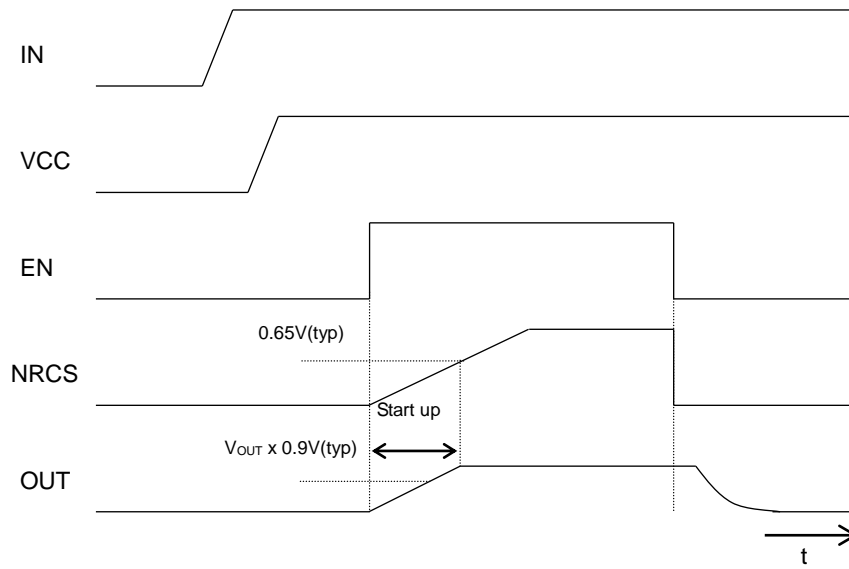 IN
VCC
EN
0.65V(typ)
NRCS
Start up
VOUT x 0.9V(typ)
OUT
t